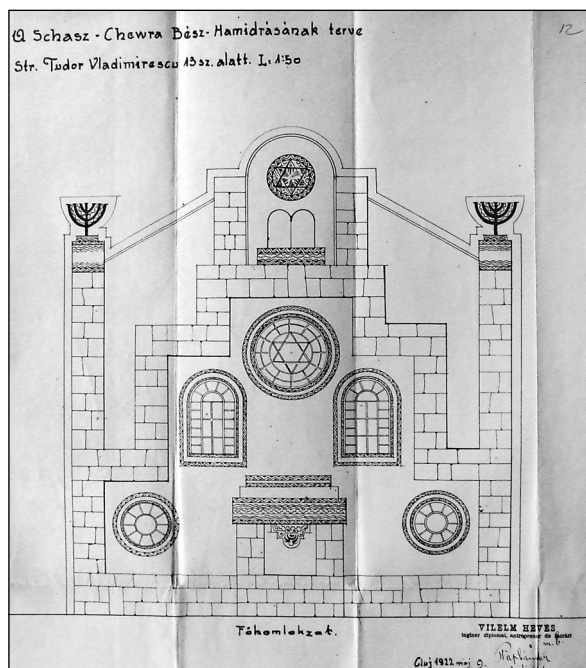 A Schasz - Chewra Bész-Hamidrásának terve
12
Str. Tudor Vladimirescu 13 sz. alatt. L: 1:50
Főhomlokzat.
VILELM HEVES
inginer diplomat, antreprenor de lucrări
Cluj 1922 máj 9.